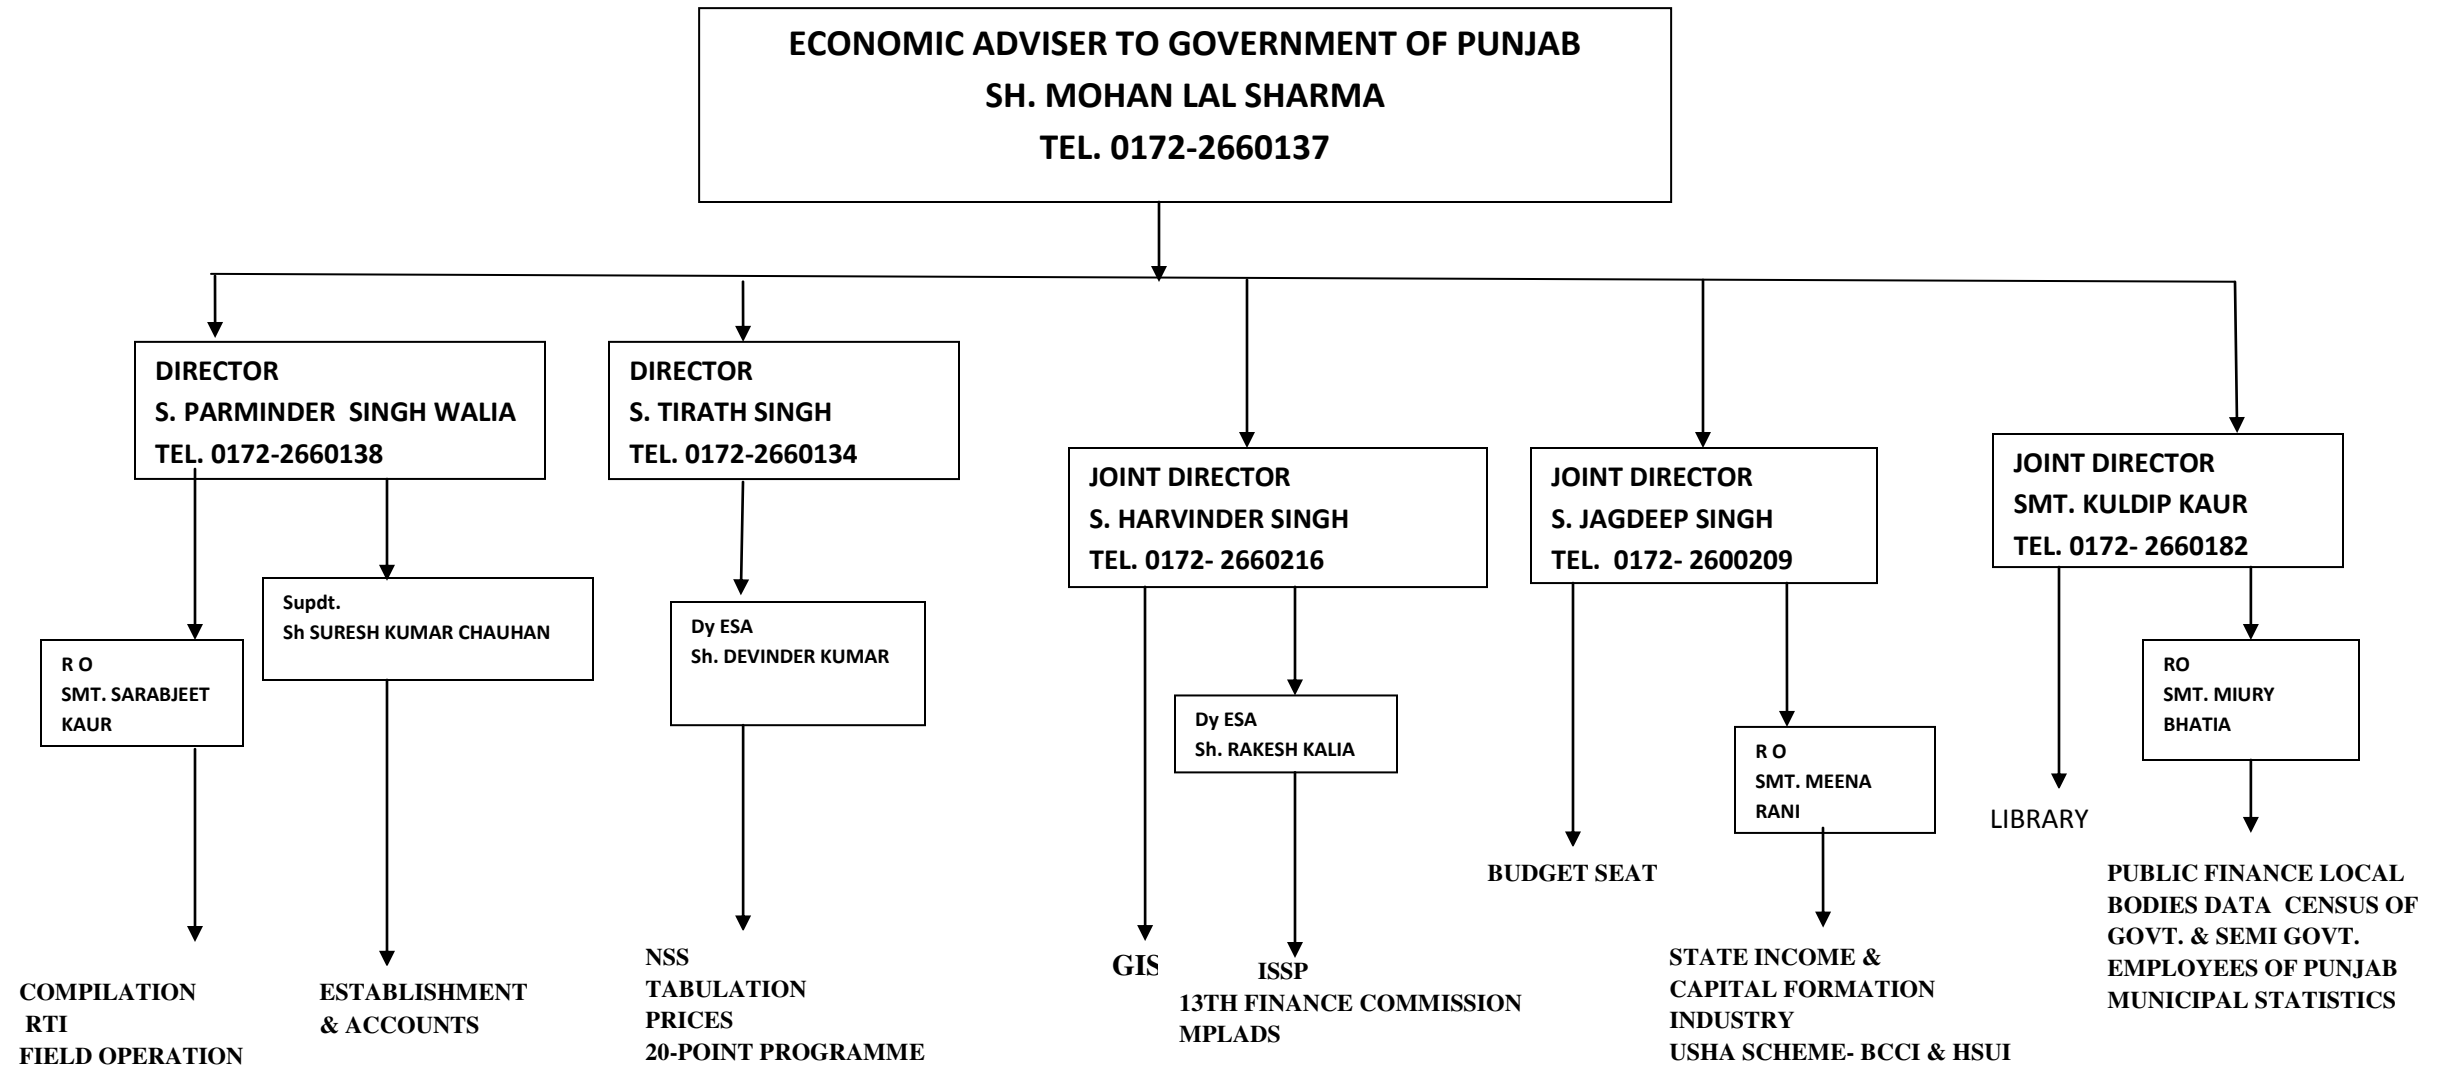 ECONOMIC ADVISER TO GOVERNMENT OF PUNJAB
SH. MOHAN LAL SHARMA
TEL. 0172-2660137
DIRECTOR
S. PARMINDER SINGH WALIA
TEL. 0172-2660138
DIRECTOR
S. TIRATH SINGH
TEL. 0172-2660134
JOINT DIRECTOR
S. HARVINDER SINGH
TEL. 0172- 2660216
JOINT DIRECTOR
S. JAGDEEP SINGH
TEL. 0172- 2600209
JOINT DIRECTOR
SMT. KULDIP KAUR
TEL. 0172- 2660182
R O
SMT. SARABJEET
KAUR
Supdt.
Sh SURESH KUMAR CHAUHAN
Dy ESA
Sh. DEVINDER KUMAR
Dy ESA
Sh. RAKESH KALIA
R O
SMT. MEENA
RANI
RO
SMT. MIURY
BHATIA
COMPILATION
RTI
FIELD OPERATION
ESTABLISHMENT
& ACCOUNTS
NSS
TABULATION
PRICES
20-POINT PROGRAMME
GIS
ISSP
13TH FINANCE COMMISSION
MPLADS
BUDGET SEAT
STATE INCOME &
CAPITAL FORMATION
INDUSTRY
USHA SCHEME- BCCI & HSUI
LIBRARY
PUBLIC FINANCE LOCAL
BODIES DATA CENSUS OF
GOVT. & SEMI GOVT.
EMPLOYEES OF PUNJAB
MUNICIPAL STATISTICS